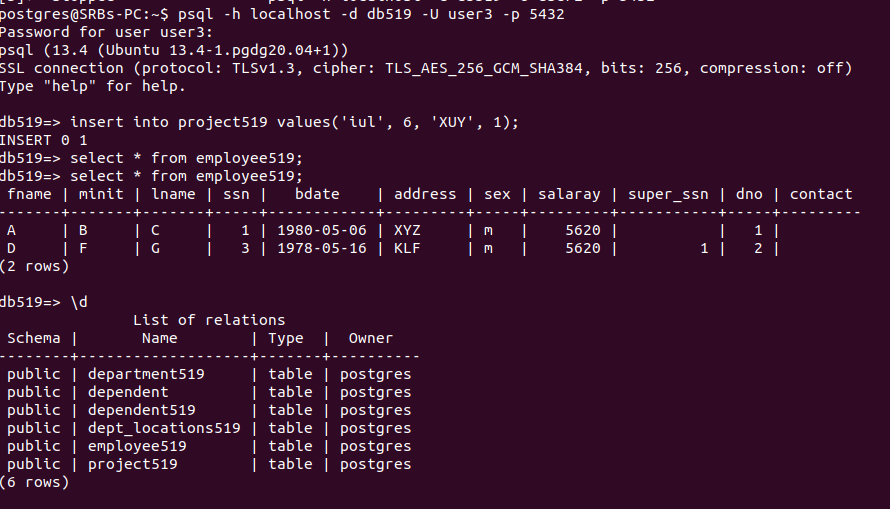 postgres@SRBs-PC:~$ psql -h localhost -d db519 -U user3 -p 5432
Password for user user3:
psql (13.4 (Ubuntu 13.4-1.pgdg20.04+1))
SSL connection (protocol: TLSv1.3, cipher: TLS_AES_256_GCM_SHA384, bits: 256, compression: off)
Type "help" for help.

db519=> insert into project519 values('iul', 6, 'XUY', 1);
INSERT 0 1
db519=> select * from employee519;
db519=> select * from employee519;
 fname | minit | lname | ssn |   bdate    | address | sex | salaray | super_ssn | dno | contact
-------+-------+-------+-----+------------+---------+-----+---------+-----------+-----+---------
 A     | B     | C     |   1 | 1980-05-06 | XYZ     | m   |    5620 |           |   1 |
 D     | F     | G     |   3 | 1978-05-16 | KLF     | m   |    5620 |         1 |   2 |
(2 rows)

db519=> \d
              List of relations
 Schema |       Name        | Type  |  Owner
--------+-------------------+-------+----------
 public | department519     | table | postgres
 public | dependent         | table | postgres
 public | dependent519      | table | postgres
 public | dept_locations519 | table | postgres
 public | employee519       | table | postgres
 public | project519        | table | postgres
(6 rows)